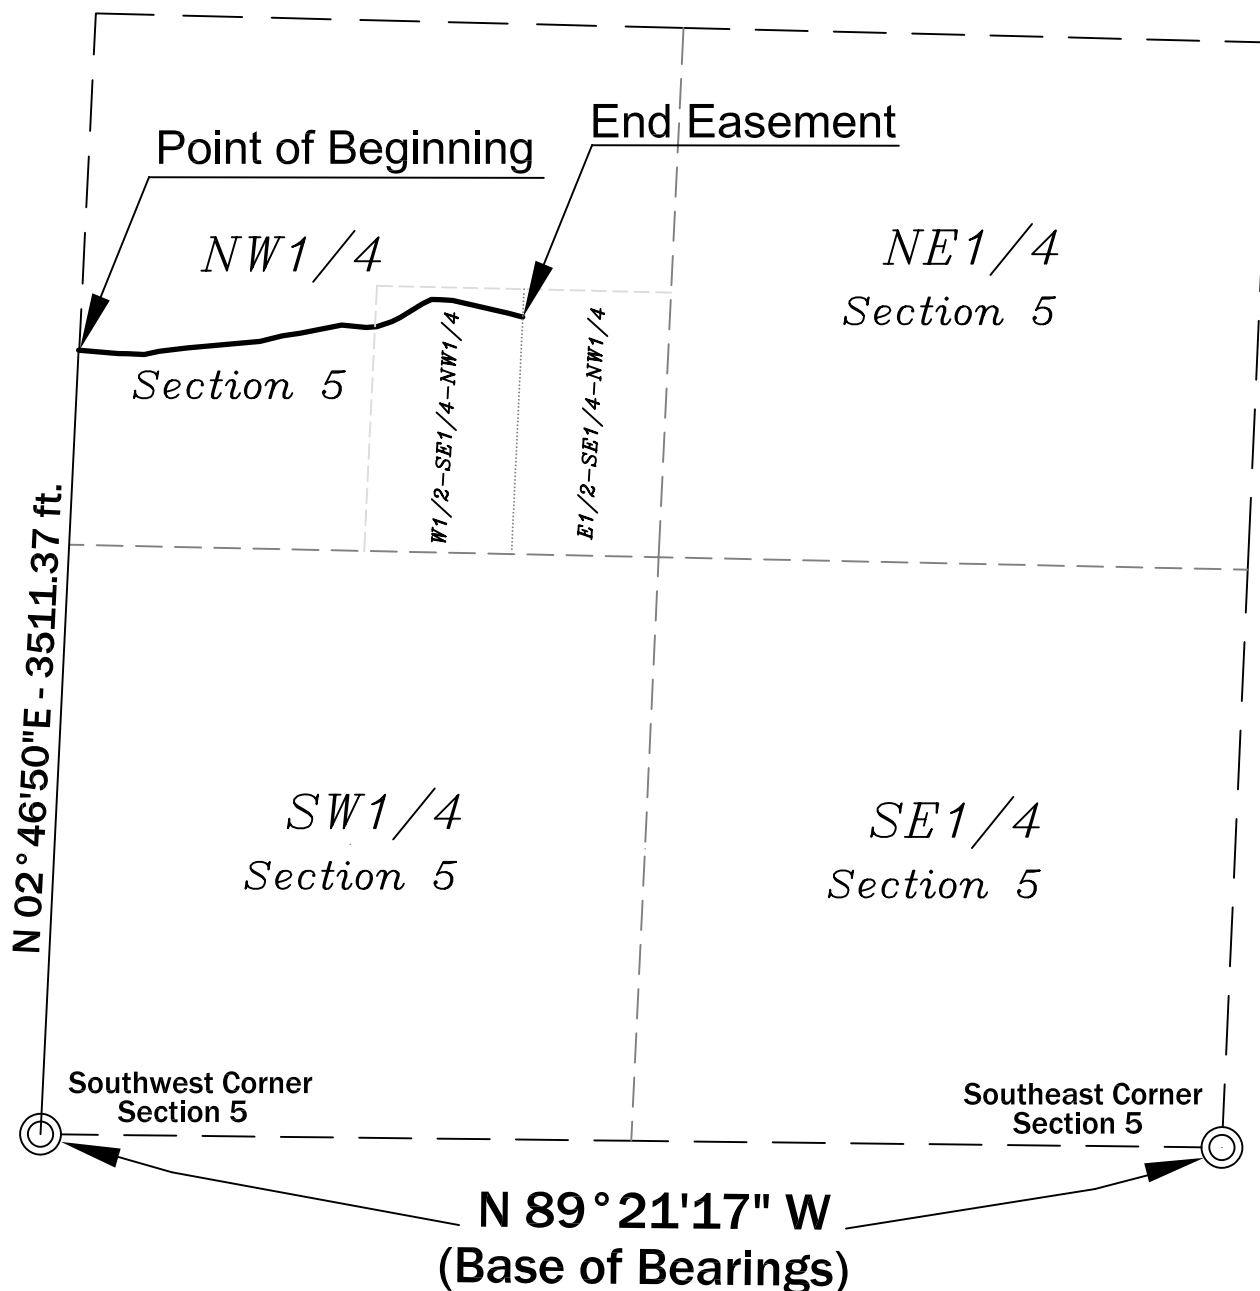 End Easement
Point of Beginning
NW1/4
Section 5
NE1/4
Section 5
W1/2-SE1/4-NW1/4
E1/2-SE1/4-NW1/4
N 02°46'50"E - 3511.37 ft.
SW1/4
Section 5
SE1/4
Section 5
Southwest Corner
Section 5
Southeast Corner
Section 5
N 89°21'17" W
(Base of Bearings)